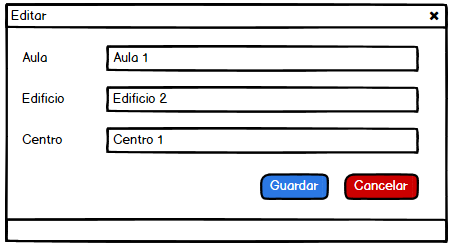 Editar
Aula Aula 1
Edificio Edificio 2
Centro Centro 1
Guardar Cancelar